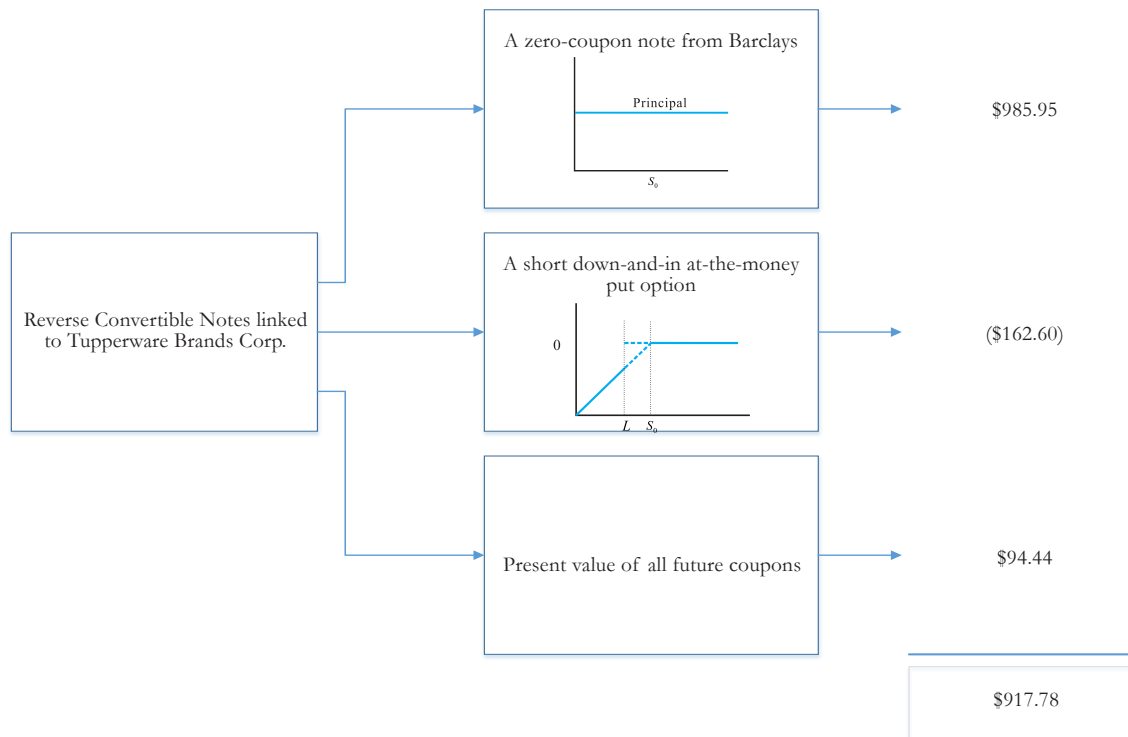 A zero-coupon note from Barclays
Principal
S₀
$985.95
Reverse Convertible Notes linked
to Tupperware Brands Corp.
A short down-and-in at-the-money
put option
0
L S₀
($162.60)
Present value of all future coupons
$94.44
$917.78